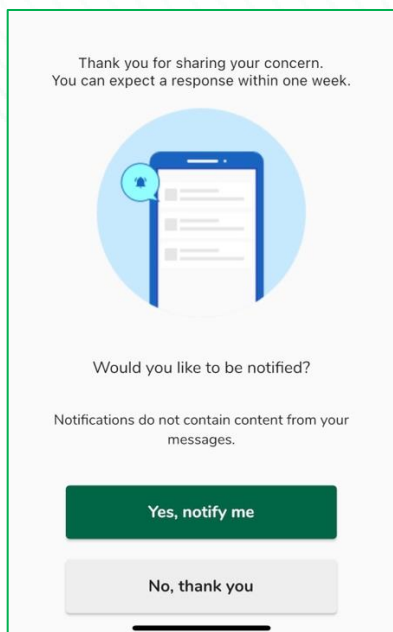 Thank you for sharing your concern.
You can expect a response within one week.
Would you like to be notified?
Notifications do not contain content from your
messages.
Yes, notify me
No, thank you